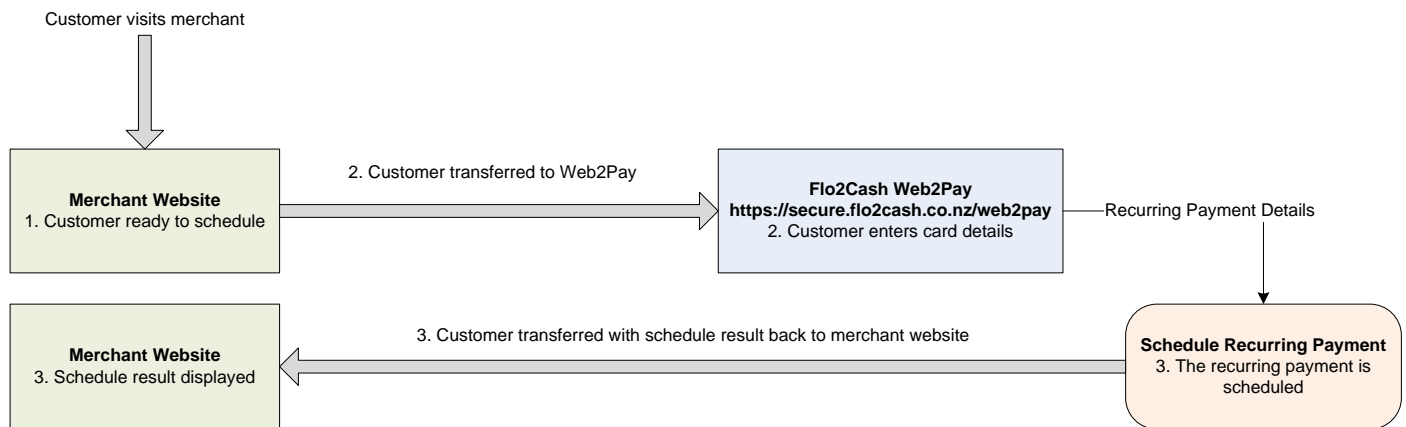 Customer visits merchant
Merchant Website
1. Customer ready to schedule
2. Customer transferred to Web2Pay
Flo2Cash Web2Pay
https://secure.flo2cash.co.nz/web2pay
2. Customer enters card details
Recurring Payment Details
Schedule Recurring Payment
3. The recurring payment is
scheduled
3. Customer transferred with schedule result back to merchant website
Merchant Website
3. Schedule result displayed